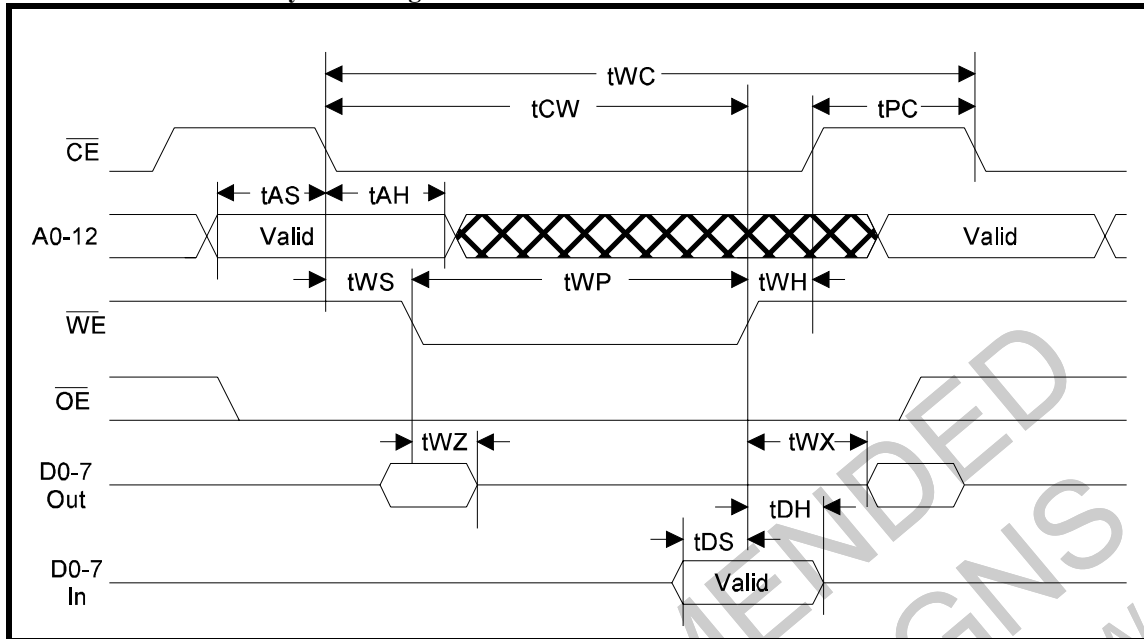 tWC
tCW
tPC
CE
tAS
tAH
A0-12
Valid
Valid
tWS
tWP
tWH
WE
OE
tWZ
tWX
D0-7
Out
tDH
tDS
D0-7
In
Valid